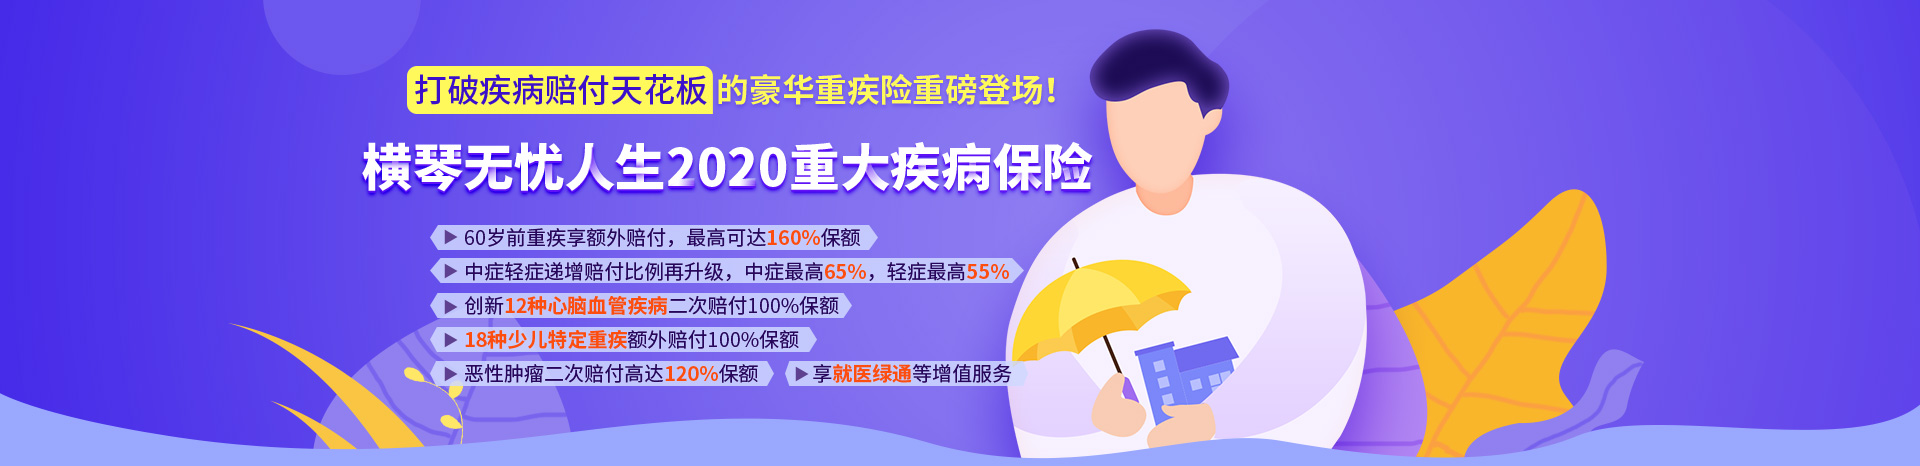 打破疾病赔付天花板的豪华重疾险重磅登场！
横琴无忧人生2020重大疾病保险
60岁前重疾享额外赔付，最高可达160%保额
中症轻症递增赔付比例再升级，中症最高65%，轻症最高55%
创新12种心脑血管疾病二次赔付100%保额
18种少儿特定重疾额外赔付100%保额
恶性肿瘤二次赔付高达120%保额 享就医绿通等增值服务